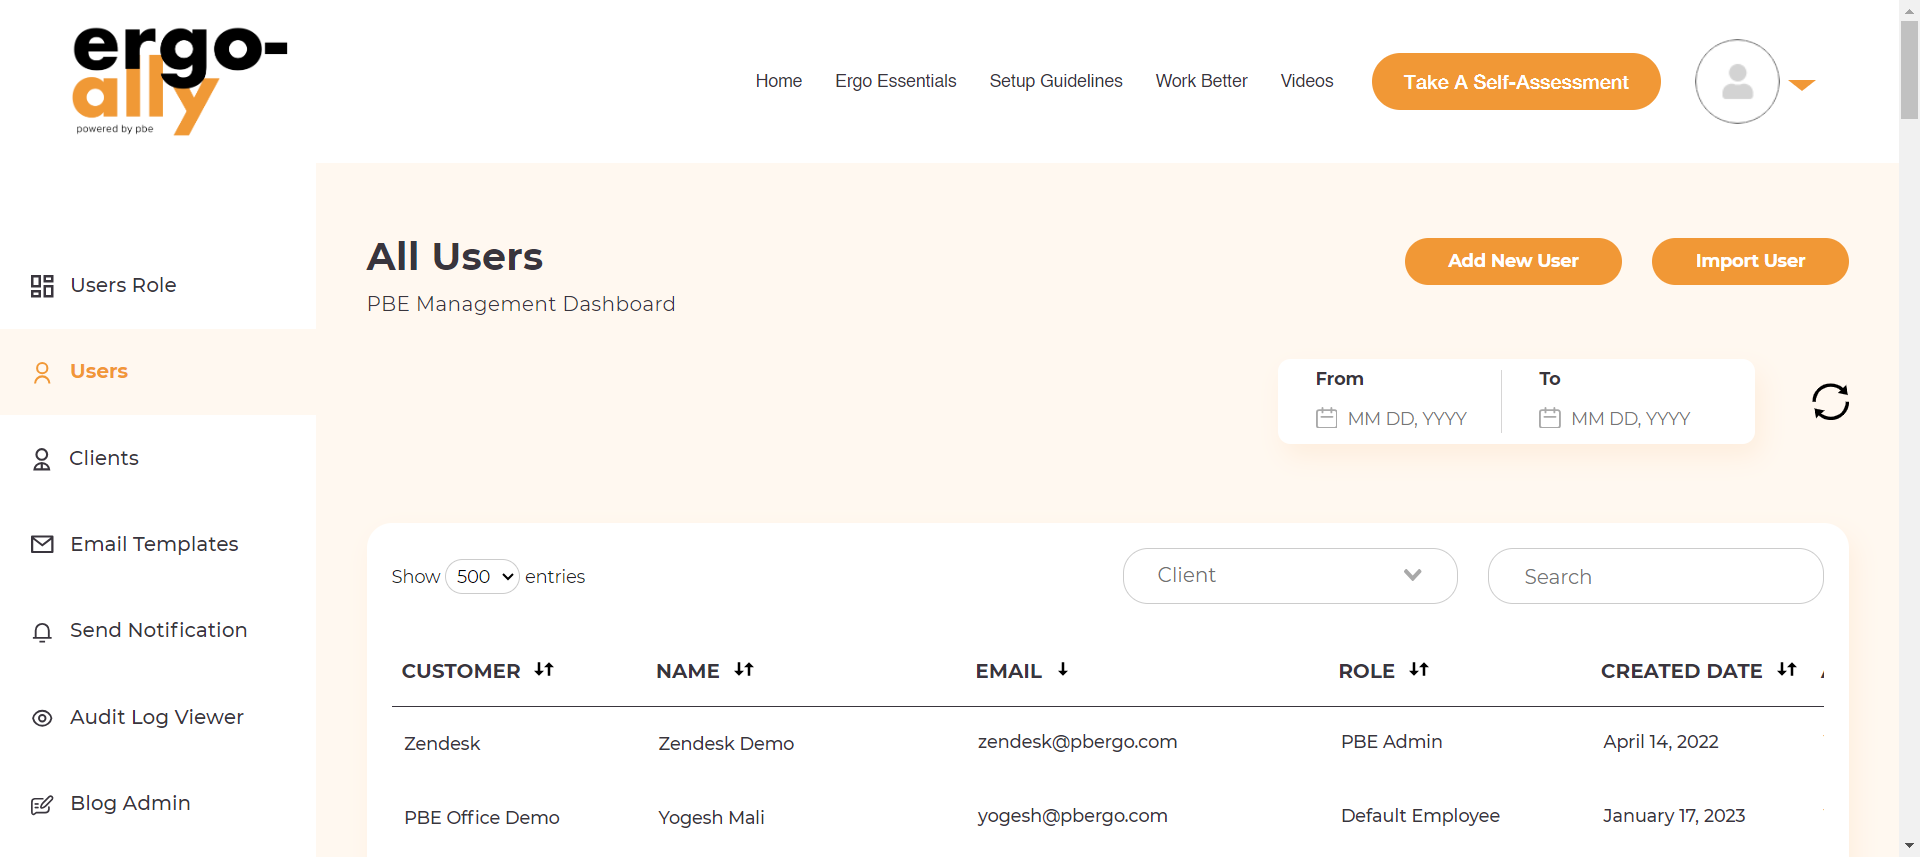 ergo-
ally
powered by pbe
Home Ergo Essentials Setup Guidelines Work Better Videos Take A Self-Assessment
Users Role
Users
Clients
Email Templates
Send Notification
Audit Log Viewer
Blog Admin
All Users
PBE Management Dashboard
Add New User Import User
From To
MM DD, YYYY MM DD, YYYY
Show 500 entries Client Search
CUSTOMER NAME EMAIL ROLE CREATED DATE
Zendesk Zendesk Demo zendesk@pbergo.com PBE Admin April 14, 2022
PBE Office Demo Yogesh Mali yogesh@pbergo.com Default Employee January 17, 2023